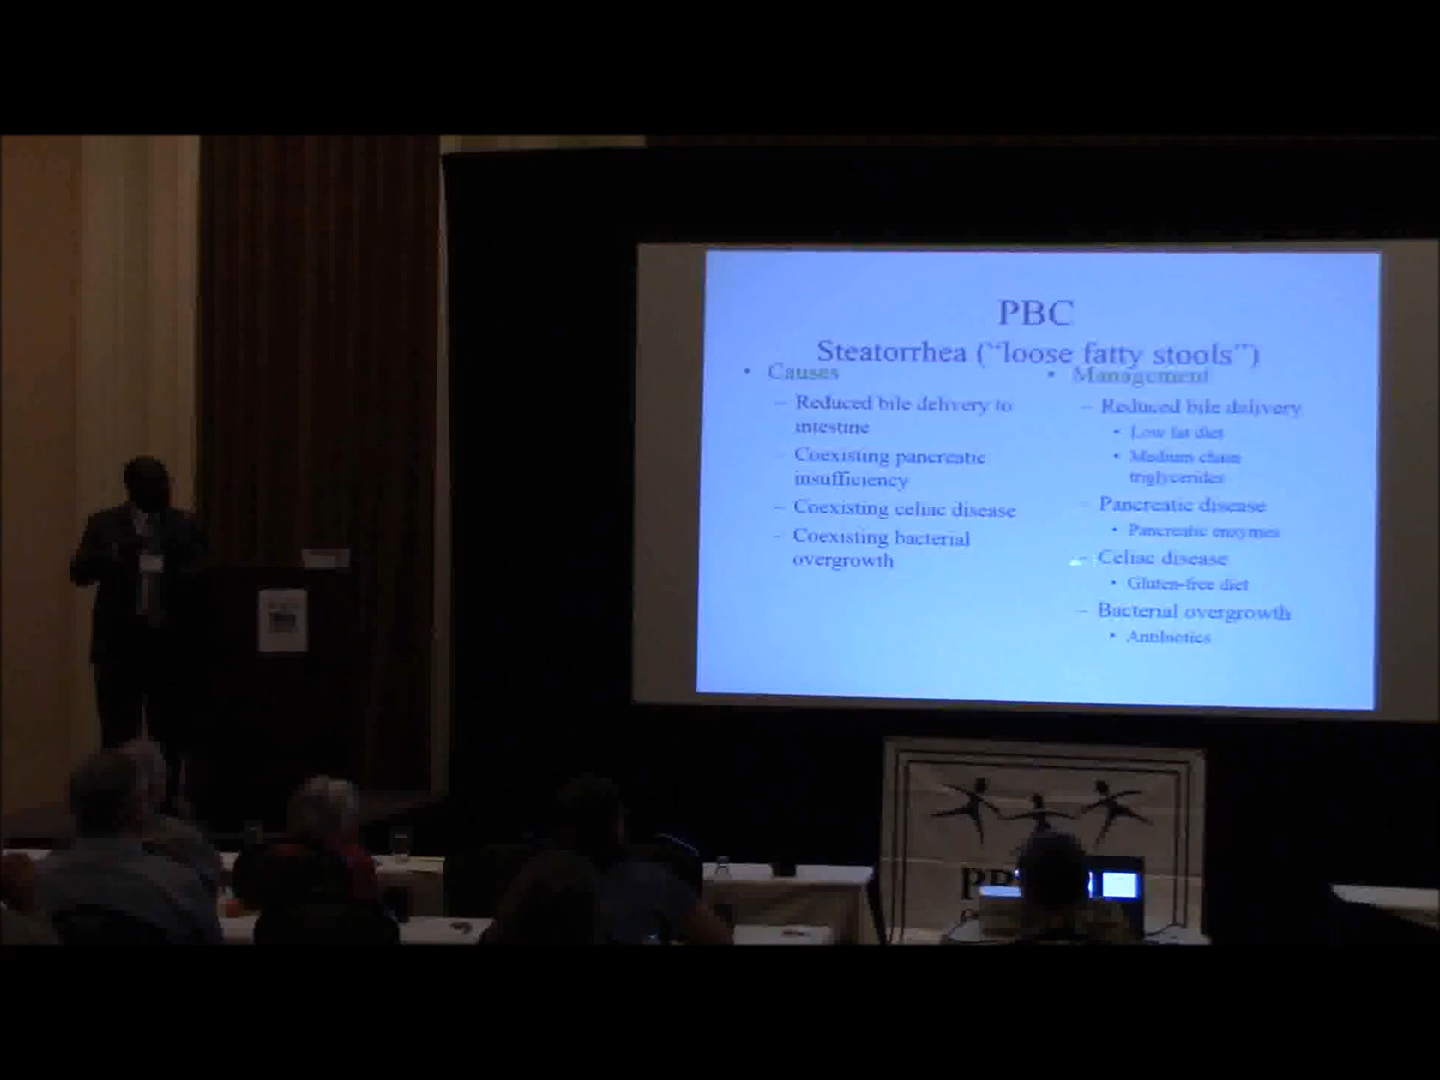 PBC
Steatorrhea (“loose fatty stools”)
• Causes
– Reduced bile delivery to
intestine
Coexisting pancreatic
insufficiency
– Coexisting celiac disease
– Coexisting bacterial
overgrowth
• Management
– Reduced bile delivery
• Low fat diet
• Medium chain
triglycerides
– Pancreatic disease
• Pancreatic enzymes
– Celiac disease
• Gluten-free diet
– Bacterial overgrowth
• Antibiotics